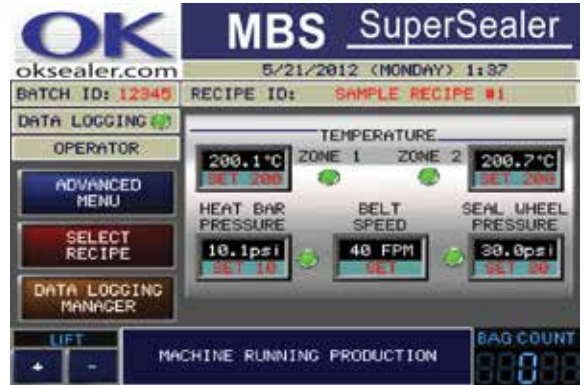 OK
MBS SuperSealer
oksealer.com
5/21/2012 (MONDAY) 1:37
BATCH ID: 12345
RECIPE ID: SAMPLE RECIPE #1
DATA LOGGING
OPERATOR
TEMPERATURE
200.1°C ZONE 1 ZONE 2 200.7°C
SET 200 SET 200
ADVANCED
MENU
HEAT BAR
PRESSURE
BELT
SPEED
SEAL WHEEL
PRESSURE
SELECT
RECIPE
10.1psi 40 FPM 30.0psi
SET 10 SET
DATA LOGGING
MANAGER
LIFT
+ -
MACHINE RUNNING PRODUCTION
BAG COUNT
0